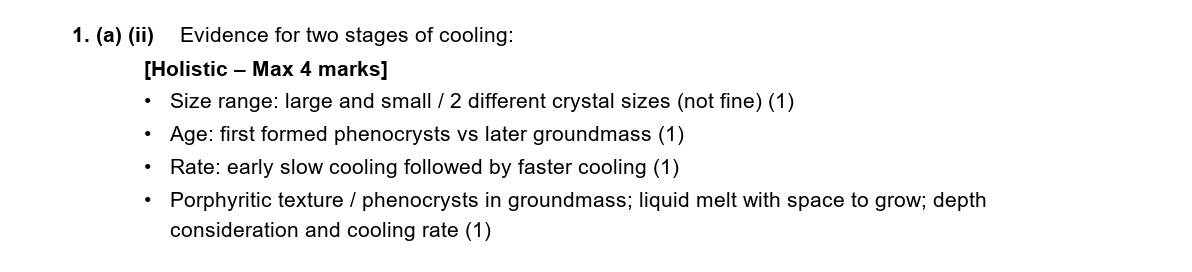 1. (a) (ii) Evidence for two stages of cooling:
[Holistic – Max 4 marks]
• Size range: large and small / 2 different crystal sizes (not fine) (1)
• Age: first formed phenocrysts vs later groundmass (1)
• Rate: early slow cooling followed by faster cooling (1)
• Porphyritic texture / phenocrysts in groundmass; liquid melt with space to grow; depth
consideration and cooling rate (1)